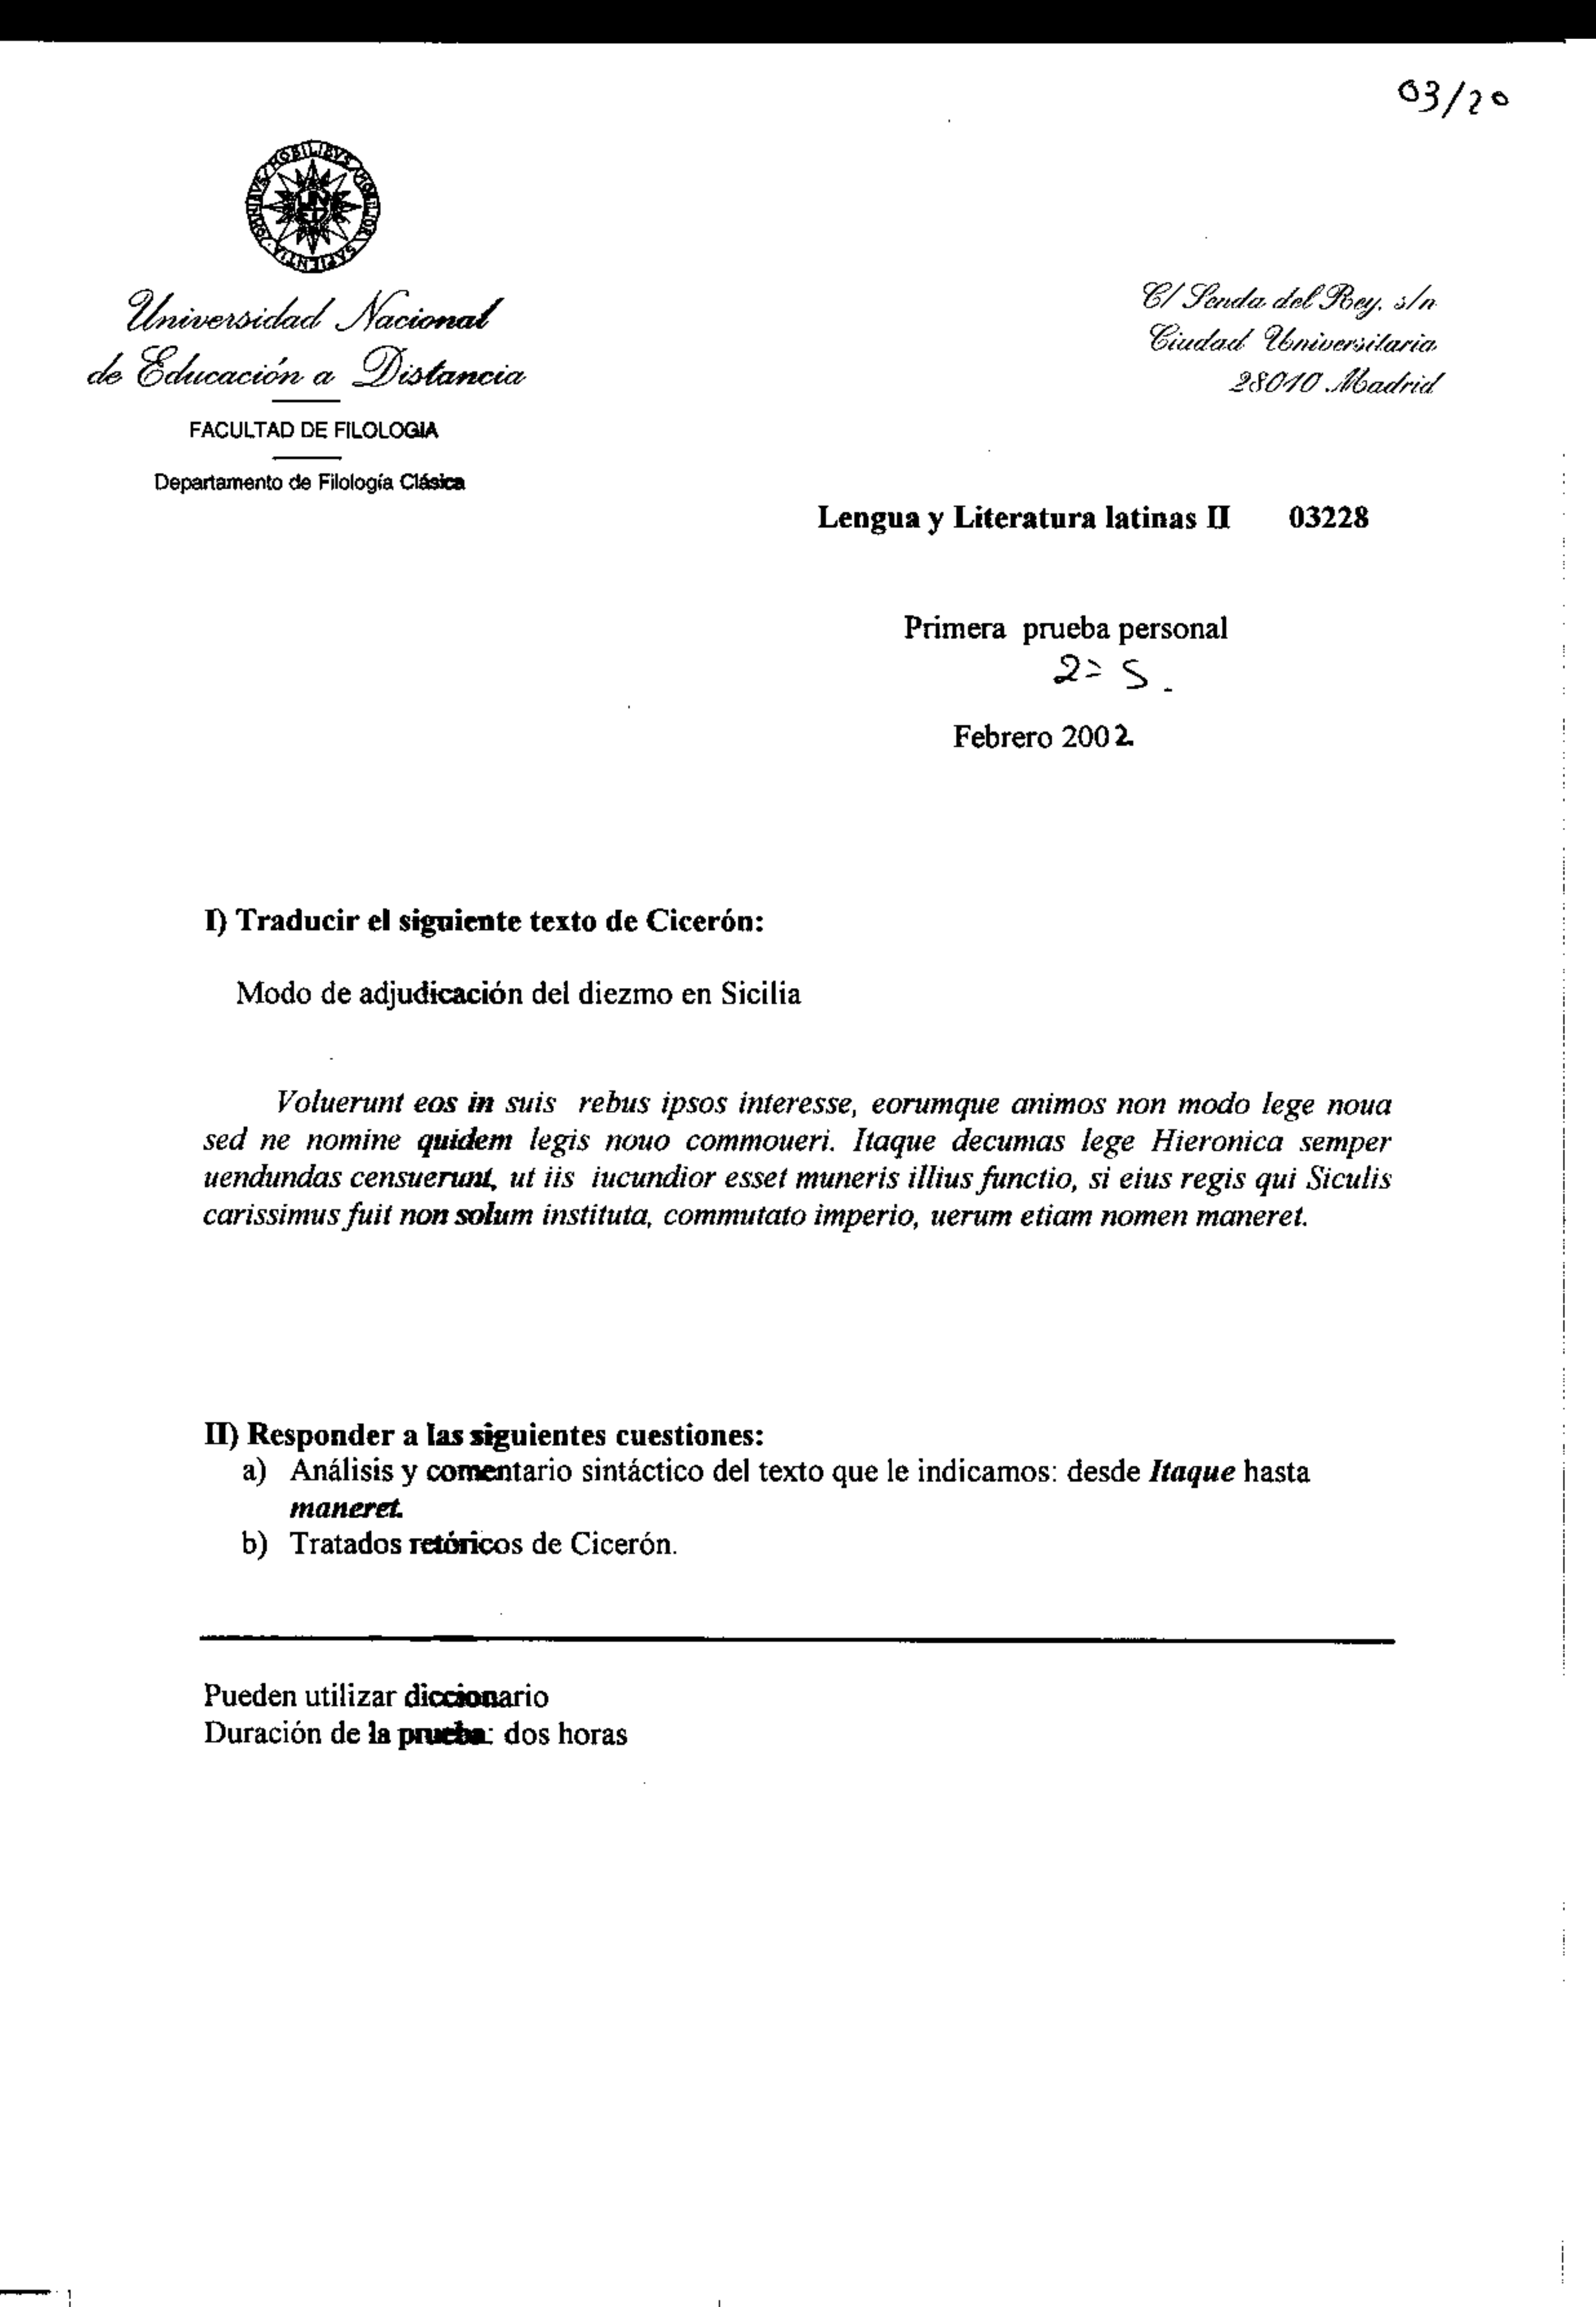 03/20
Universidad Nacional
de Educación a Distancia
FACULTAD DE FILOLOGIA
Departamento de Filología Clásica
C/ Senda del Rey, s/n
Ciudad Universitaria
28010 Madrid
Lengua y Literatura latinas II 03228
Primera prueba personal
2ª S.
Febrero 2002
I) Traducir el siguiente texto de Cicerón:
Modo de adjudicación del diezmo en Sicilia
Voluerunt eos in suis rebus ipsos interesse, eorumque animos non modo lege noua
sed ne nomine quidem legis nouo commoueri. Itaque decumas lege Hieronica semper
uendundas censuerunt, ut iis iucundior esset muneris illius functio, si eius regis qui Siculis
carissimus fuit non solum instituta, commutato imperio, uerum etiam nomen maneret.
II) Responder a las siguientes cuestiones:
a) Análisis y comentario sintáctico del texto que le indicamos: desde Itaque hasta
maneret.
b) Tratados retóricos de Cicerón.
Pueden utilizar diccionario
Duración de la prueba: dos horas